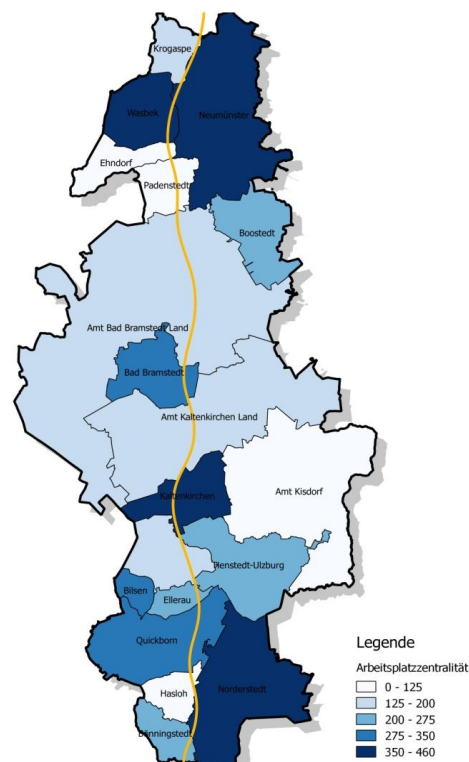 Krogaspe
Wasbek
Neumünster
Ehndorf
Padenstedt
Boostedt
Amt Bad Bramstedt Land
Bad Bramstedt
Amt Kaltenkirchen Land
Amt Kisdorf
Kaltenkirchen
Henstedt-Ulzburg
Bilsen
Ellerau
Quickborn
Hasloh
Norderstedt
Bönningstedt
Legende
Arbeitsplatzzentralität
0 - 125
125 - 200
200 - 275
275 - 350
350 - 460